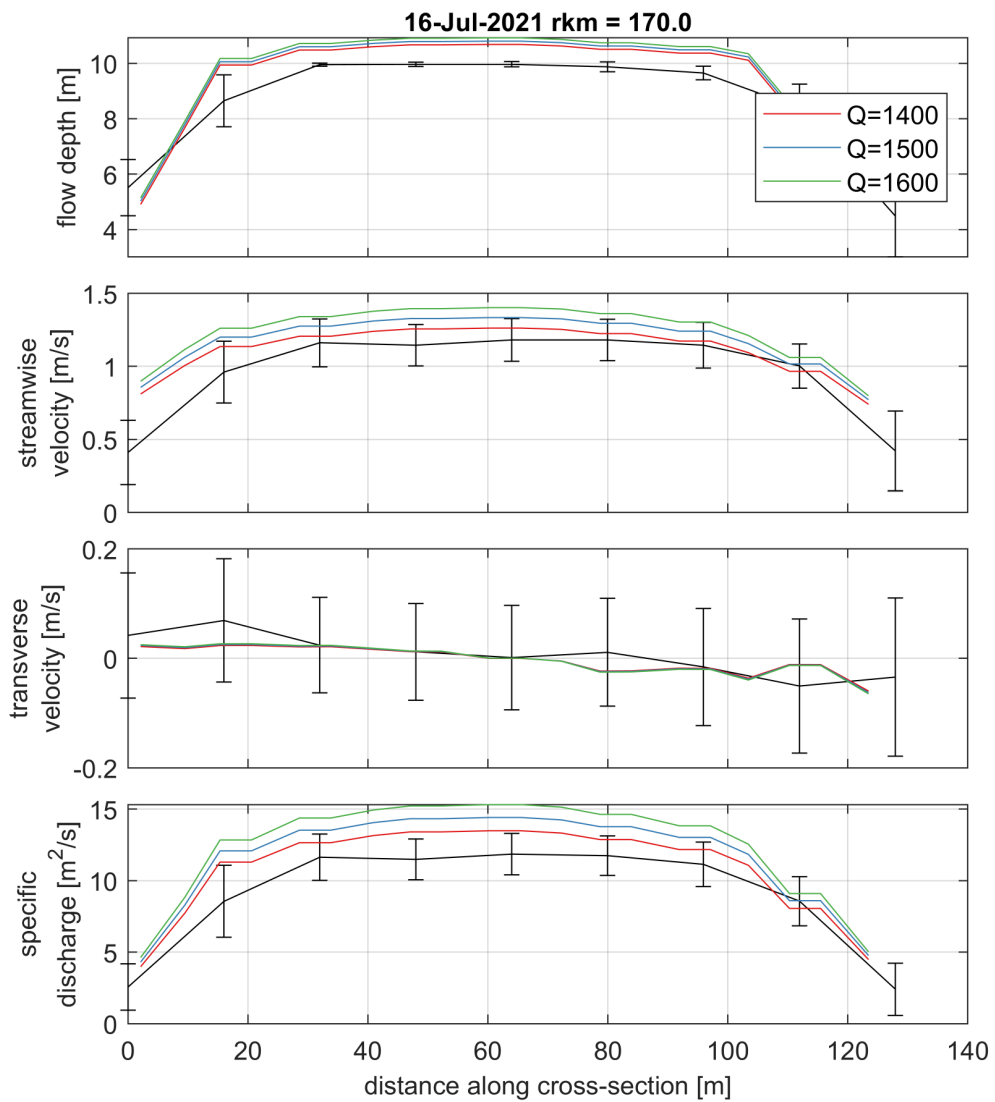 16-Jul-2021 rkm = 170.0
10
8
6
4
flow depth [m]
Q=1400
Q=1500
Q=1600
1.5
1
0.5
0
streamwise
velocity [m/s]
0.2
0
-0.2
transverse
velocity [m/s]
15
10
5
0
specific
discharge [m²/s]
0 20 40 60 80 100 120 140
distance along cross-section [m]